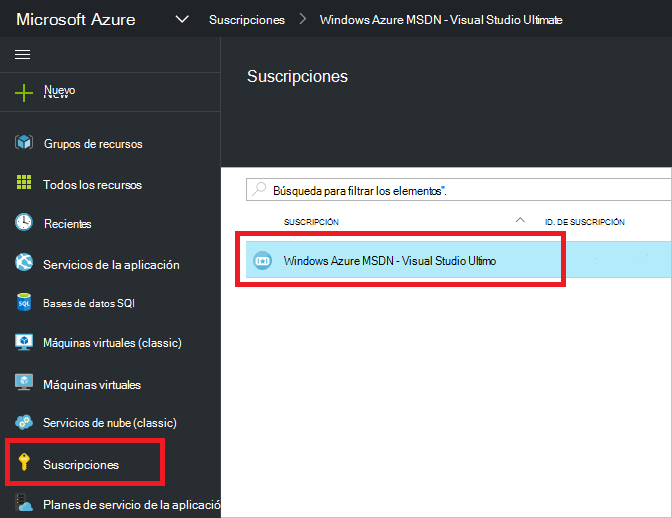 Microsoft Azure
Suscripciones
Windows Azure MSDN - Visual Studio Ultimate
Suscripciones
Nuevo
Grupos de recursos
Todos los recursos
Recientes
Servicios de la aplicación
Bases de datos SQl
Máquinas virtuales (classic)
Máquinas virtuales
Servicios de nube (classic)
Suscripciones
Planes de servicio de la aplicació
Búsqueda para filtrar los elementos".
SUSCRIPCIÓN
ID. DE SUSCRIPCIÓN
Windows Azure MSDN - Visual Studio Ultimo